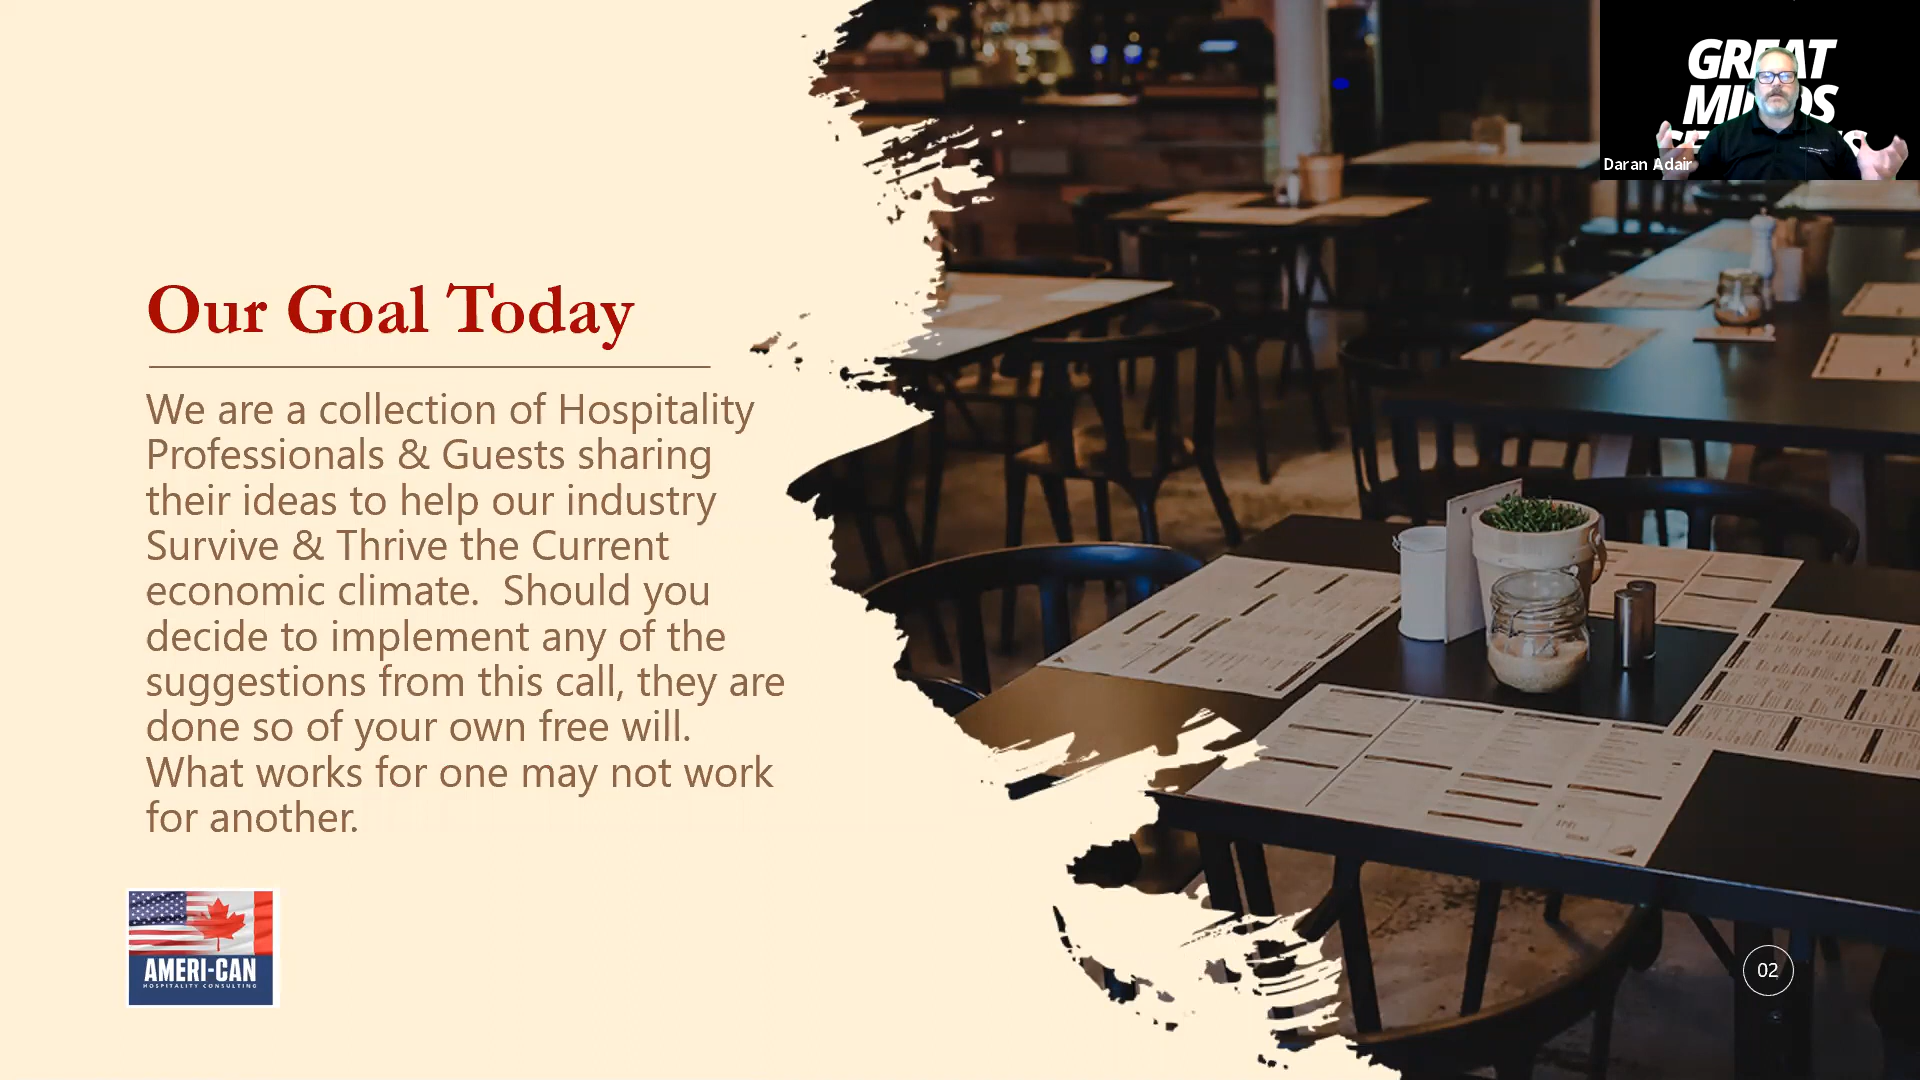 GREAT
MINDS
Daran Adair
Our Goal Today
We are a collection of Hospitality
Professionals & Guests sharing
their ideas to help our industry
Survive & Thrive the Current
economic climate.  Should you
decide to implement any of the
suggestions from this call, they are
done so of your own free will.
What works for one may not work
for another.
AMERI-CAN
HOSPITALITY CONSULTING
02